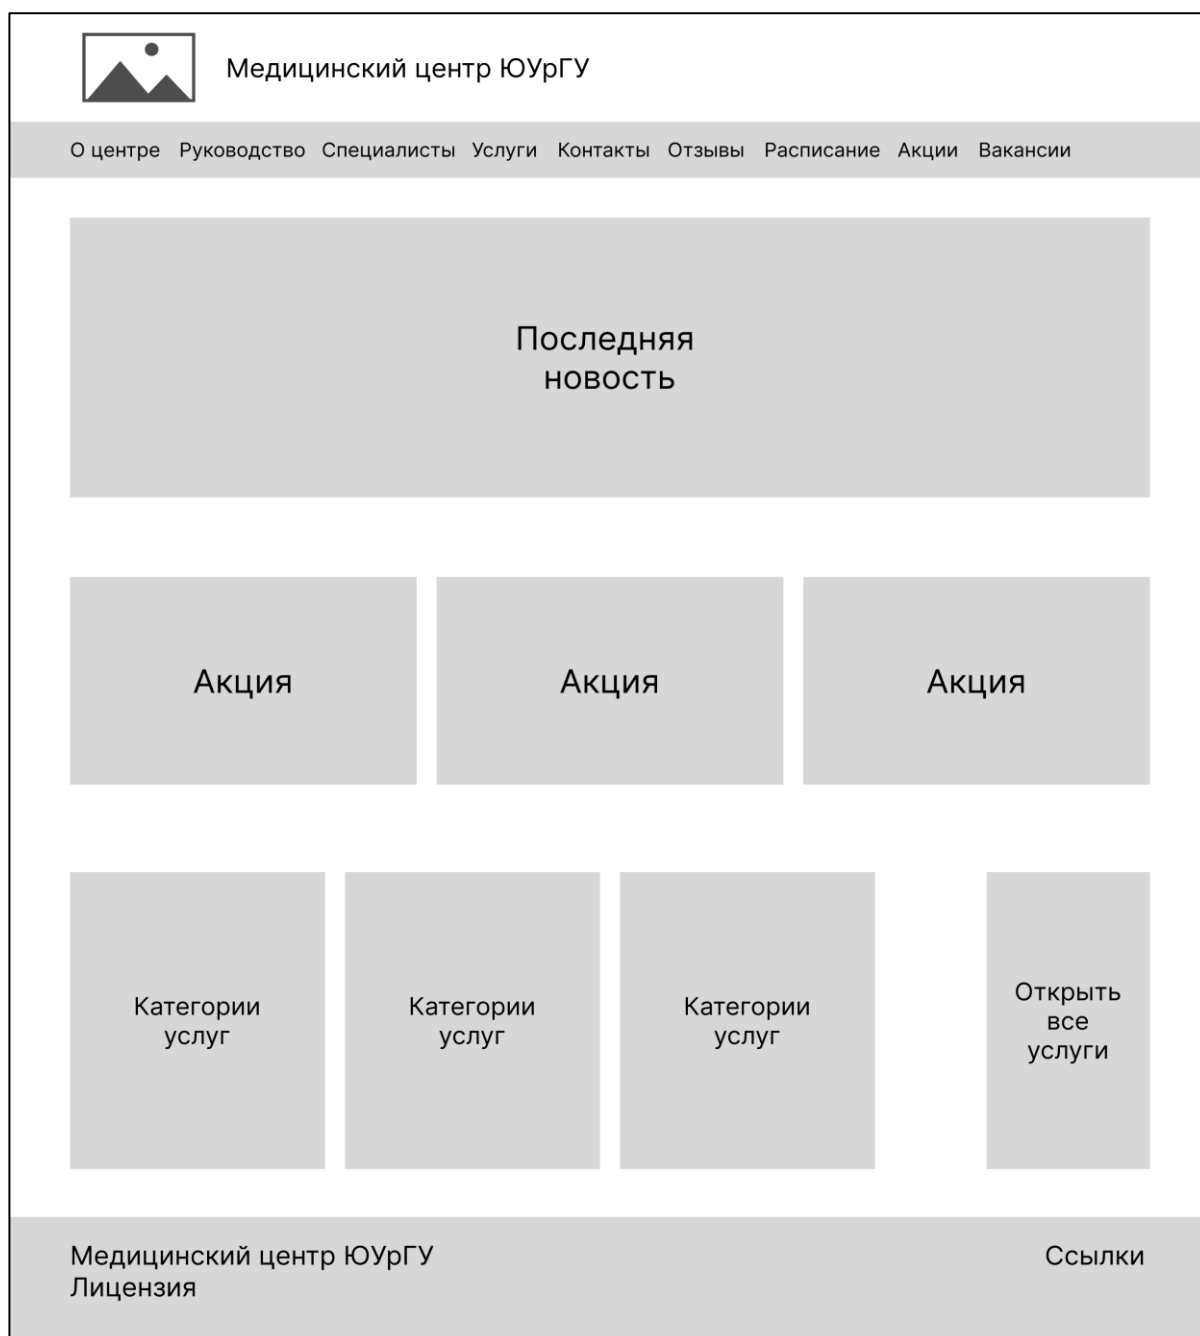 Медицинский центр ЮУрГУ
О центре Руководство Специалисты Услуги Контакты Отзывы Расписание Акции Вакансии
Последняя
новость
Акция Акция Акция
Категории
услуг
Категории
услуг
Категории
услуг
Открыть
все
услуги
Медицинский центр ЮУрГУ
Лицензия
Ссылки